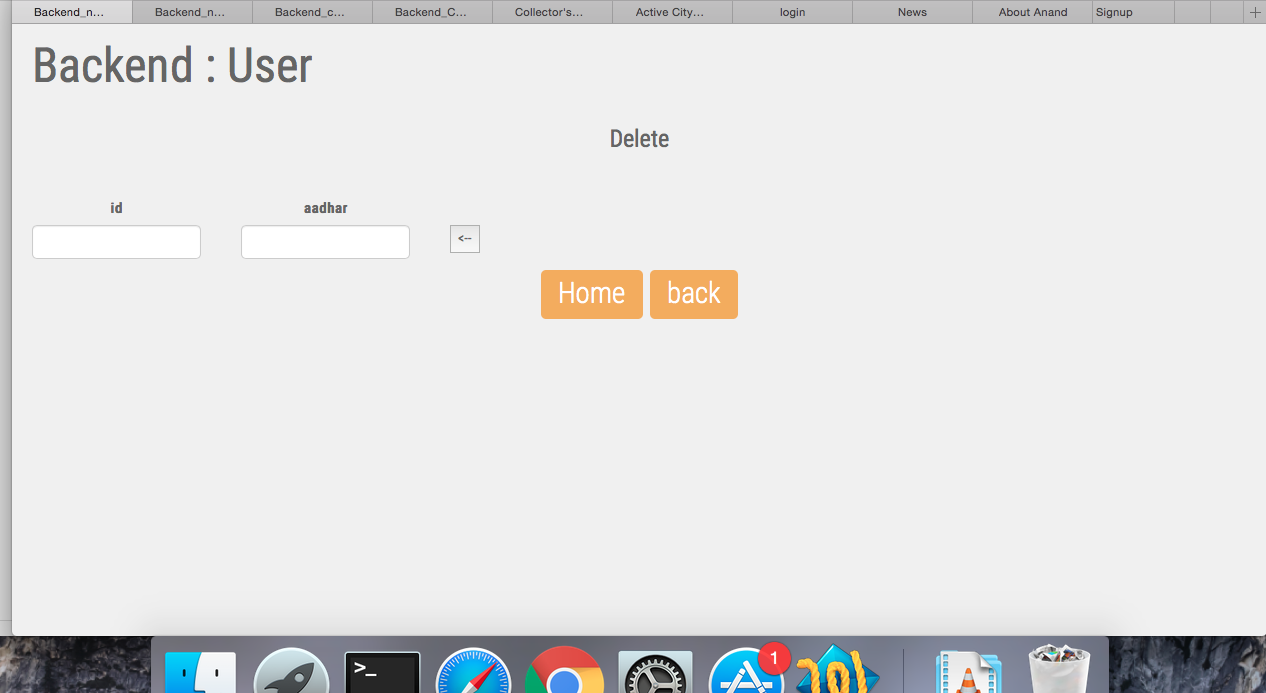 Backend_n... Backend_n... Backend_c... Backend_C... Collector's... Active City... login News About Anand Signup
Backend : User
Delete
id aadhar
<--
Home back
>_
1
101